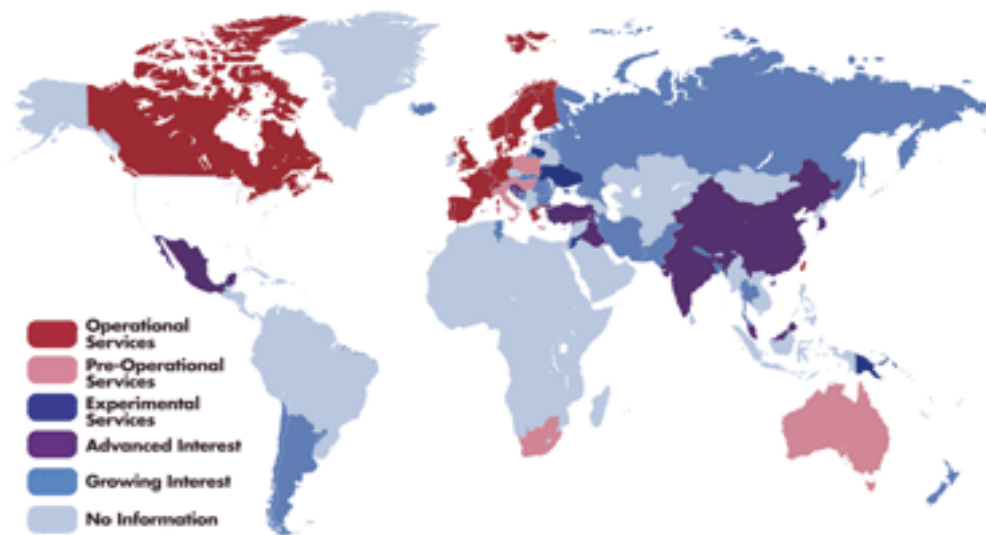 Operational
Services
Pre-Operational
Services
Experimental
Services
Advanced Interest
Growing Interest
No Information